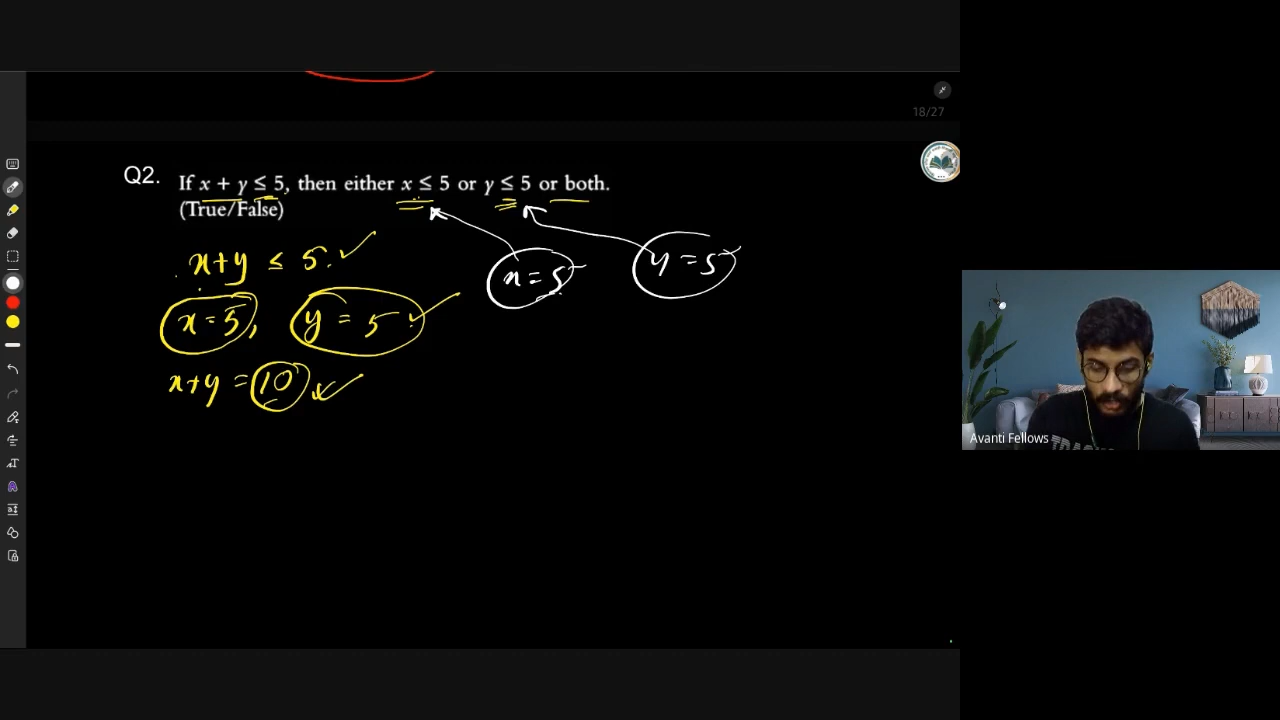 18/27
Q2. If x + y ≤ 5, then either x ≤ 5 or y ≤ 5 or both.
(True/False)
x+y ≤ 5.
x = 5
y = 5
x = 5, y = 5
x+y = 10
Avanti Fellows